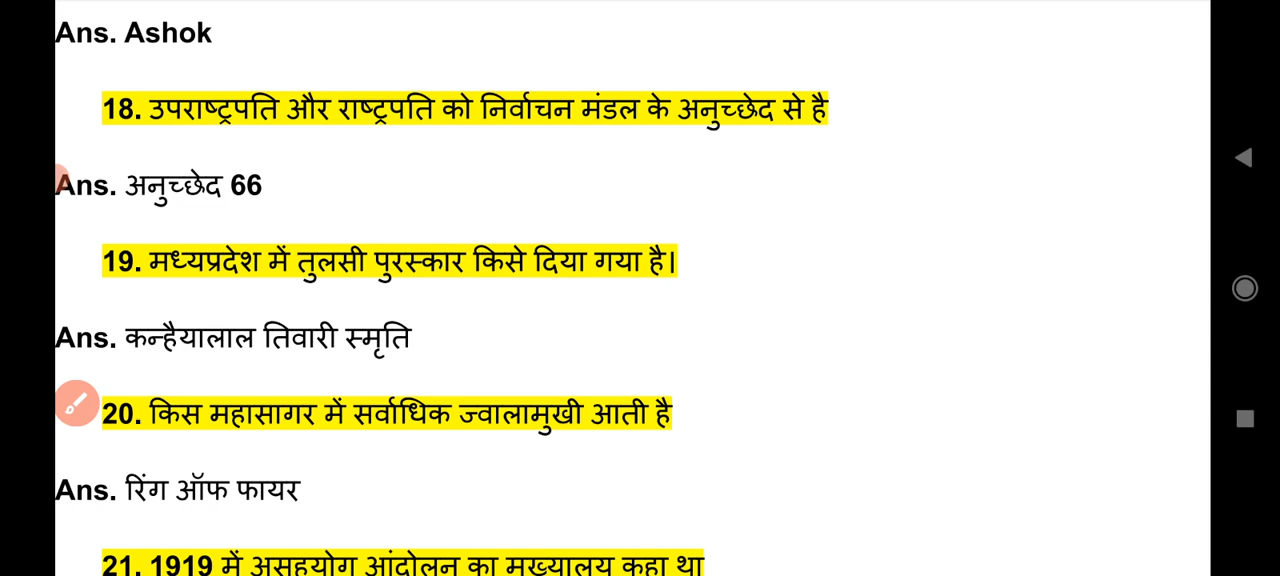 Ans. Ashok
18. उपराष्ट्रपति और राष्ट्रपति को निर्वाचन मंडल के अनुच्छेद से है
Ans. अनुच्छेद 66
19. मध्यप्रदेश में तुलसी पुरस्कार किसे दिया गया है।
Ans. कन्हैयालाल तिवारी स्मृति
20. किस महासागर में सर्वाधिक ज्वालामुखी आती है
Ans. रिंग ऑफ फायर
21. 1919 में असहयोग आंदोलन का मुख्यालय कहा था